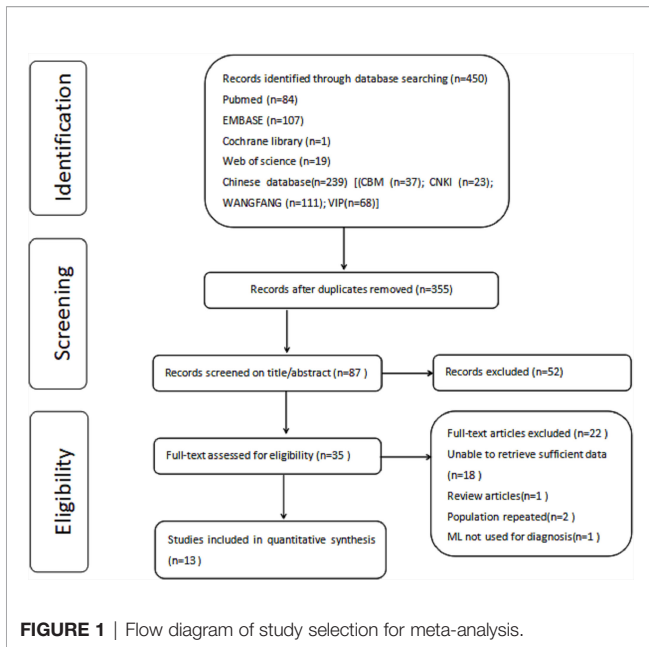 Identification
Records identified through database searching (n=450)
Pubmed (n=84)
EMBASE (n=107)
Cochrane library (n=1)
Web of science (n=19)
Chinese database(n=239) [(CBM (n=37); CNKI (n=23);
WANGFANG (n=111); VIP(n=68)]
Screening
Records after duplicates removed (n=355)
Records screened on title/abstract (n=87 )
Records excluded (n=52)
Eligibility
Full-text assessed for eligibility (n=35 )
Full-text articles excluded (n=22 )
Unable to retrieve sufficient data
(n=18 )
Review articles(n=1 )
Population repeated(n=2 )
ML not used for diagnosis(n=1 )
Studies included in quantitative synthesis
(n=13 )
FIGURE 1 | Flow diagram of study selection for meta-analysis.